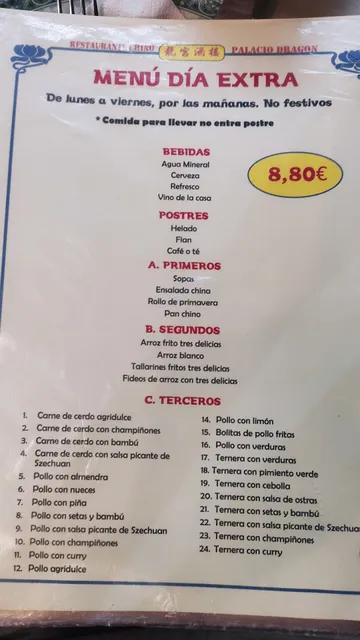 RESTAURANTE CHINO 龍宮酒樓 PALACIO DRAGON
MENÚ DÍA EXTRA
De lunes a viernes, por las mañanas. No festivos
* Comida para llevar no entra postre
BEBIDAS
Agua Mineral
Cerveza
Refresco
Vino de la casa
8,80€
POSTRES
Helado
Flan
Café o té
A. PRIMEROS
Sopas
Ensalada china
Rollo de primavera
Pan chino
B. SEGUNDOS
Arroz frito tres delicias
Arroz blanco
Tallarines fritos tres delicias
Fideos de arroz con tres delicias
C. TERCEROS
1. Carne de cerdo agridulce
2. Carne de cerdo con champiñones
3. Carne de cerdo con bambú
4. Carne de cerdo con salsa picante de
Szechuan
5. Pollo con almendra
6. Pollo con nueces
7. Pollo con piña
8. Pollo con setas y bambú
9. Pollo con salsa picante de Szechuan
10. Pollo con champiñones
11. Pollo con curry
12. Pollo agridulce
14. Pollo con limón
15. Bolitas de pollo fritas
16. Pollo con verduras
17. Ternera con verduras
18. Ternera con pimiento verde
19. Ternera con cebolla
20. Ternera con salsa de ostras
21. Ternera con setas y bambú
22. Ternera con salsa picante de Szechuan
23. Ternera con champiñones
24. Ternera con curry